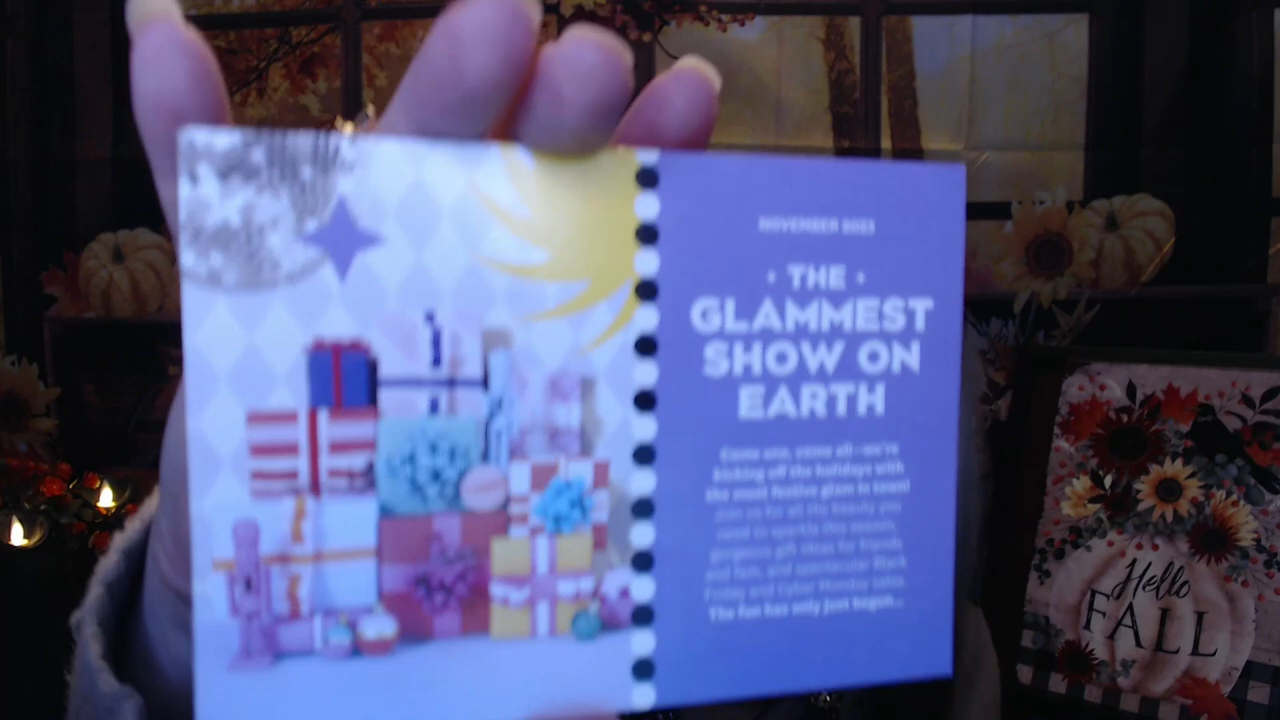 NOVEMBER 2023
· THE ·
GLAMMEST
SHOW ON
EARTH
Come one, come all—we're
kicking off the holidays with
the most festive glam in town!
Join us for all the beauty you
need to sparkle this season,
gorgeous gift ideas for friends
and fam, and spectacular Black
Friday and Cyber Monday sales.
The fun has only just begun...
Hello
FALL